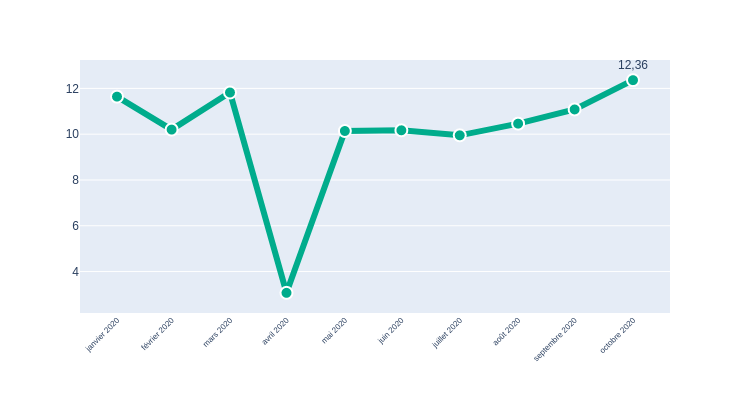 12,36
12
10
8
6
4
janvier 2020
février 2020
mars 2020
avril 2020
mai 2020
juin 2020
juillet 2020
août 2020
septembre 2020
octobre 2020